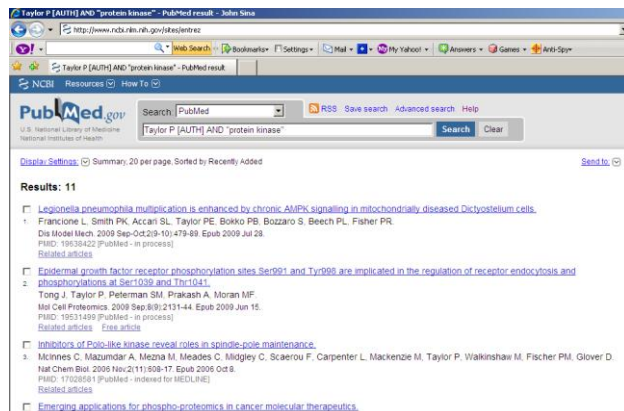 Taylor P [AUTH] AND "protein kinase" - PubMed result - John Sina
http://www.ncbi.nlm.nih.gov/sites/entrez
Web Search Bookmarks Settings Mail My Yahoo! Answers Games Anti-Spy
Taylor P [AUTH] AND "protein kinase" - PubMed result
NCBI Resources How To
PubMed.gov
U.S. National Library of Medicine
National Institutes of Health
Search PubMed
RSS Save search Advanced search Help
Taylor P [AUTH] AND "protein kinase"
Search Clear
Display Settings: Summary, 20 per page, Sorted by Recently Added
Send to:
Results: 11
Legionella pneumophila multiplication is enhanced by chronic AMPK signalling in mitochondrially diseased Dictyostelium cells.
1. Francione L, Smith PK, Accari SL, Taylor PE, Bokko PB, Bozzaro S, Beech PL, Fisher PR.
Dis Model Mech. 2009 Sep-Oct;2(9-10):479-89. Epub 2009 Jul 28.
PMID: 19638422 [PubMed - in process]
Related articles
Epidermal growth factor receptor phosphorylation sites Ser991 and Tyr998 are implicated in the regulation of receptor endocytosis and
2. phosphorylations at Ser1039 and Thr1041.
Tong J, Taylor P, Peterman SM, Prakash A, Moran MF.
Mol Cell Proteomics. 2009 Sep;8(9):2131-44. Epub 2009 Jun 15.
PMID: 19531499 [PubMed - in process]
Related articles Free article
Inhibitors of Polo-like kinase reveal roles in spindle-pole maintenance.
3. McInnes C, Mazumdar A, Mezna M, Meades C, Midgley C, Scaerou F, Carpenter L, Mackenzie M, Taylor P, Walkinshaw M, Fischer PM, Glover D.
Nat Chem Biol. 2006 Nov;2(11):608-17. Epub 2006 Oct 8.
PMID: 17028581 [PubMed - indexed for MEDLINE]
Related articles
Emerging applications for phospho-proteomics in cancer molecular therapeutics.